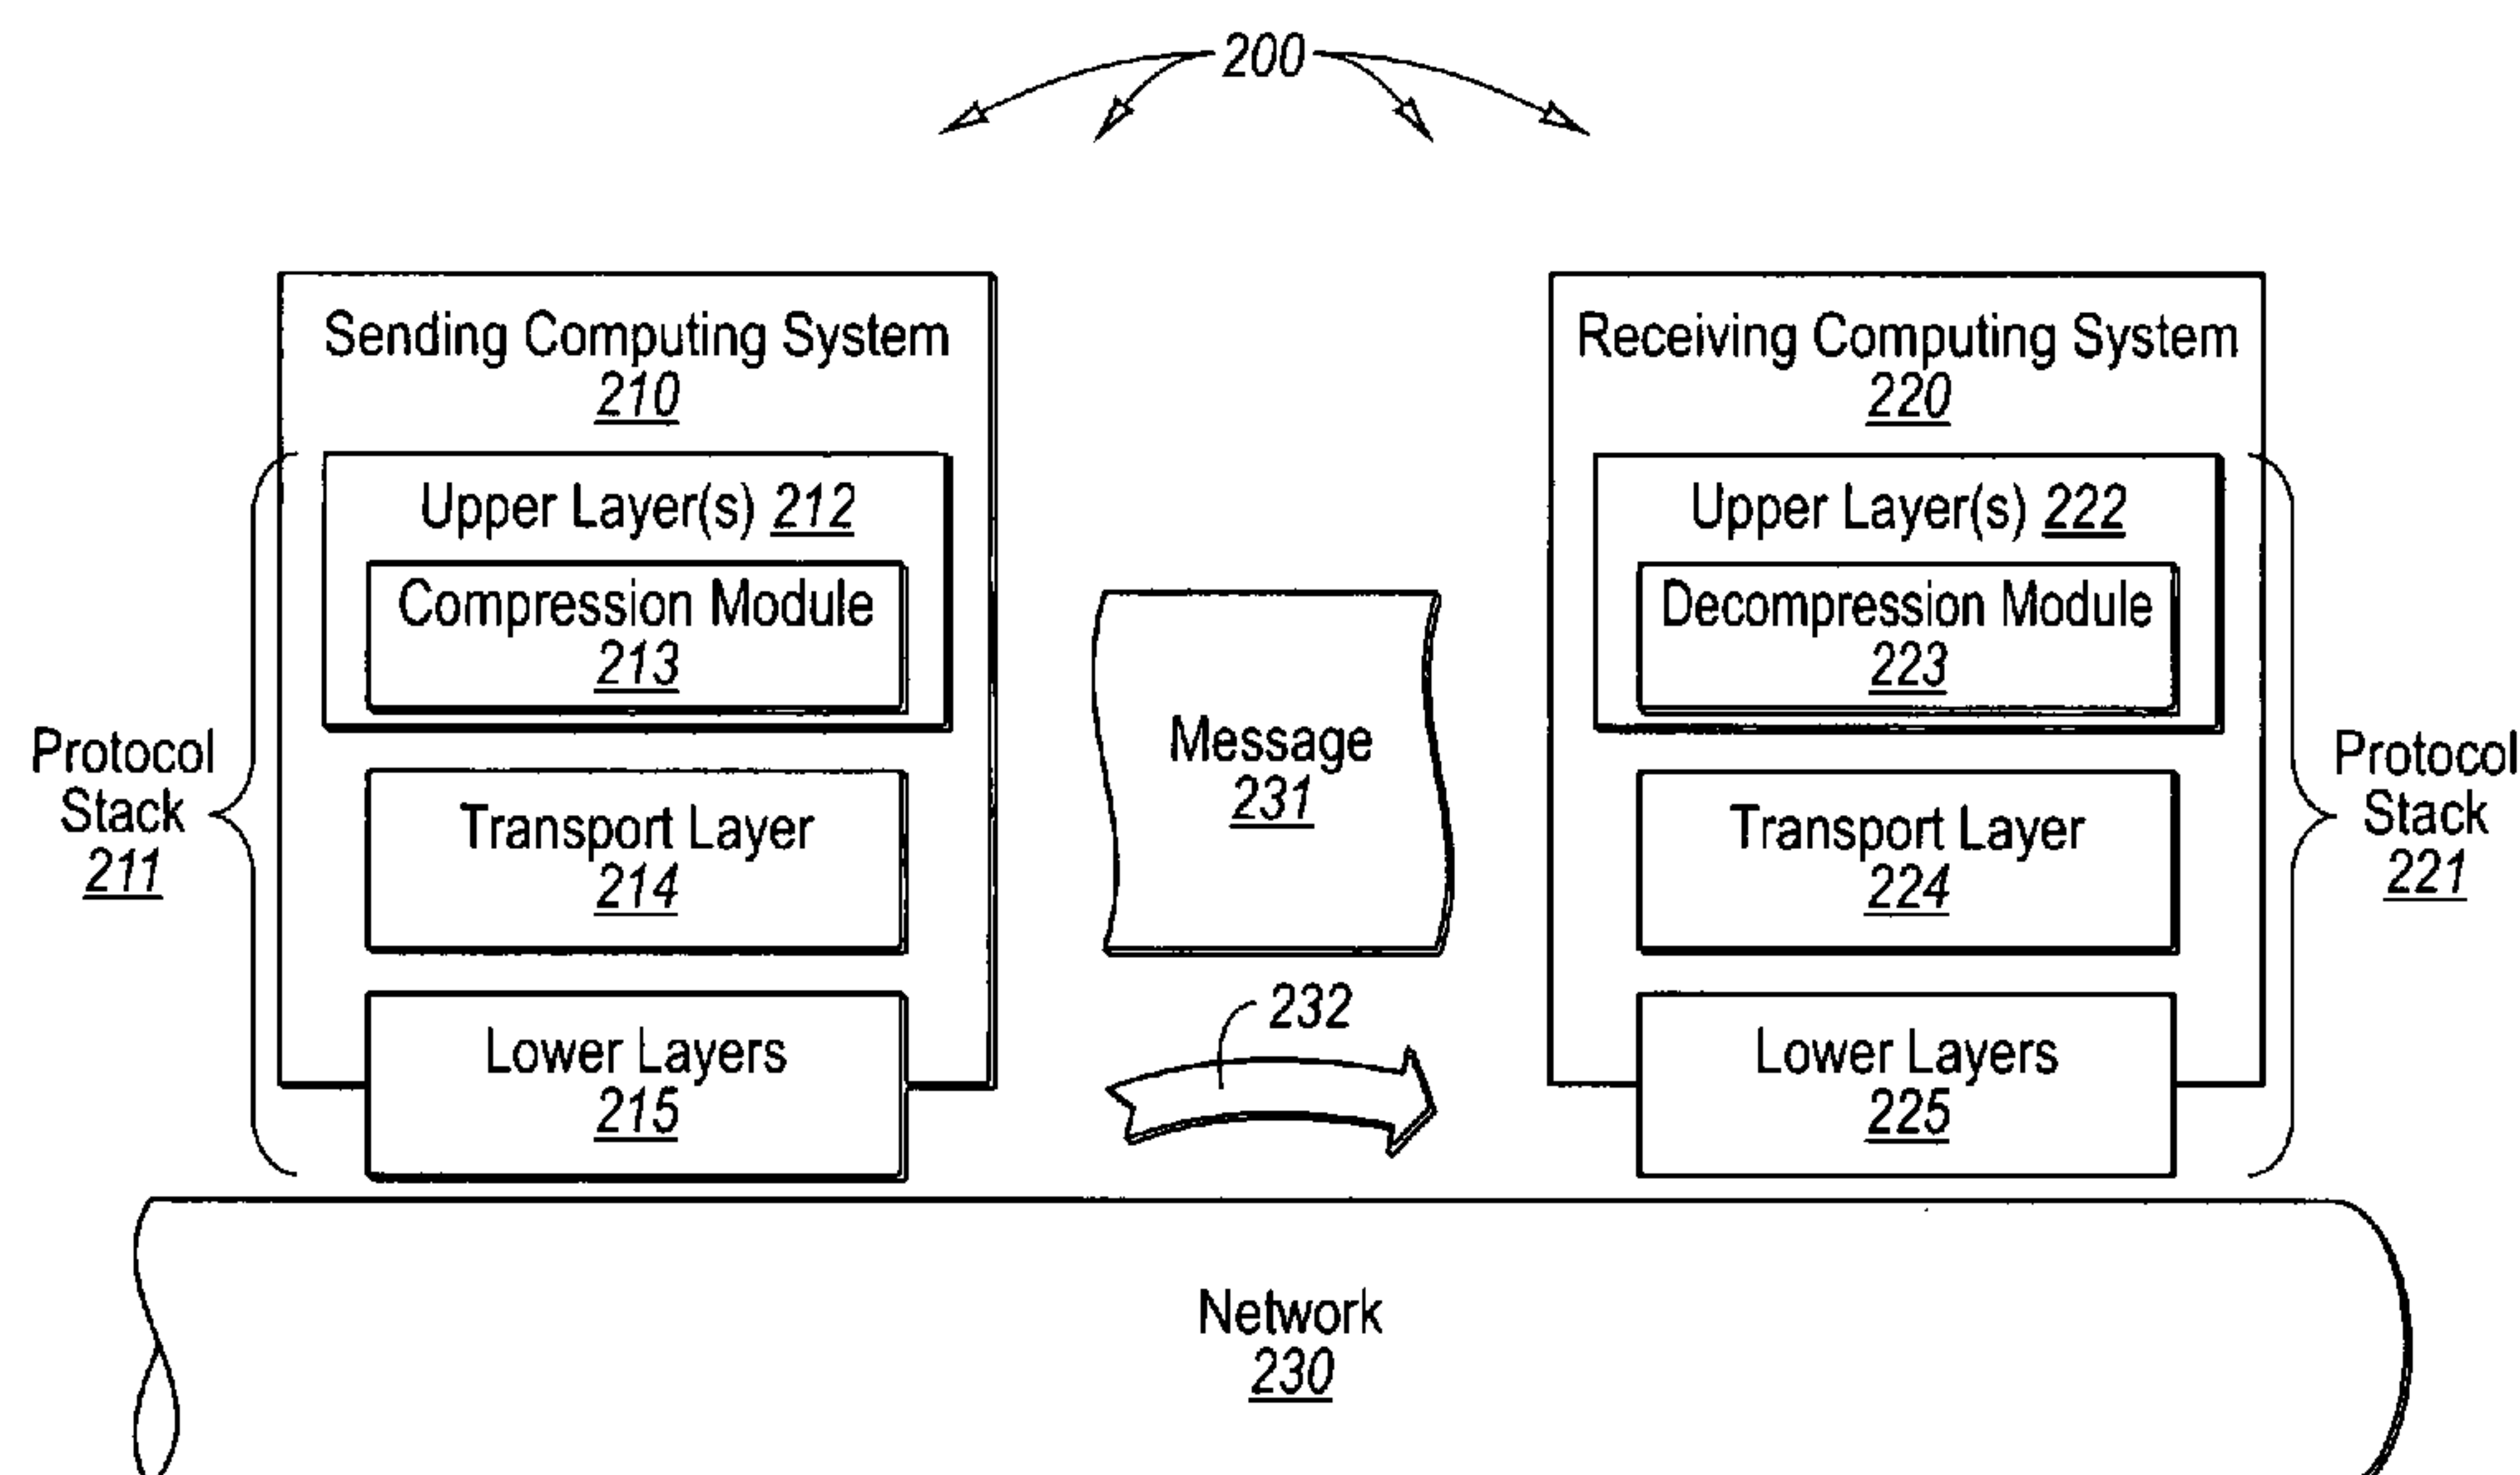 200
Sending Computing System
210
Upper Layer(s) 212
Compression Module
213
Transport Layer
214
Lower Layers
215
Protocol
Stack
211
Message
231
232
Receiving Computing System
220
Upper Layer(s) 222
Decompression Module
223
Transport Layer
224
Lower Layers
225
Protocol
Stack
221
Network
230